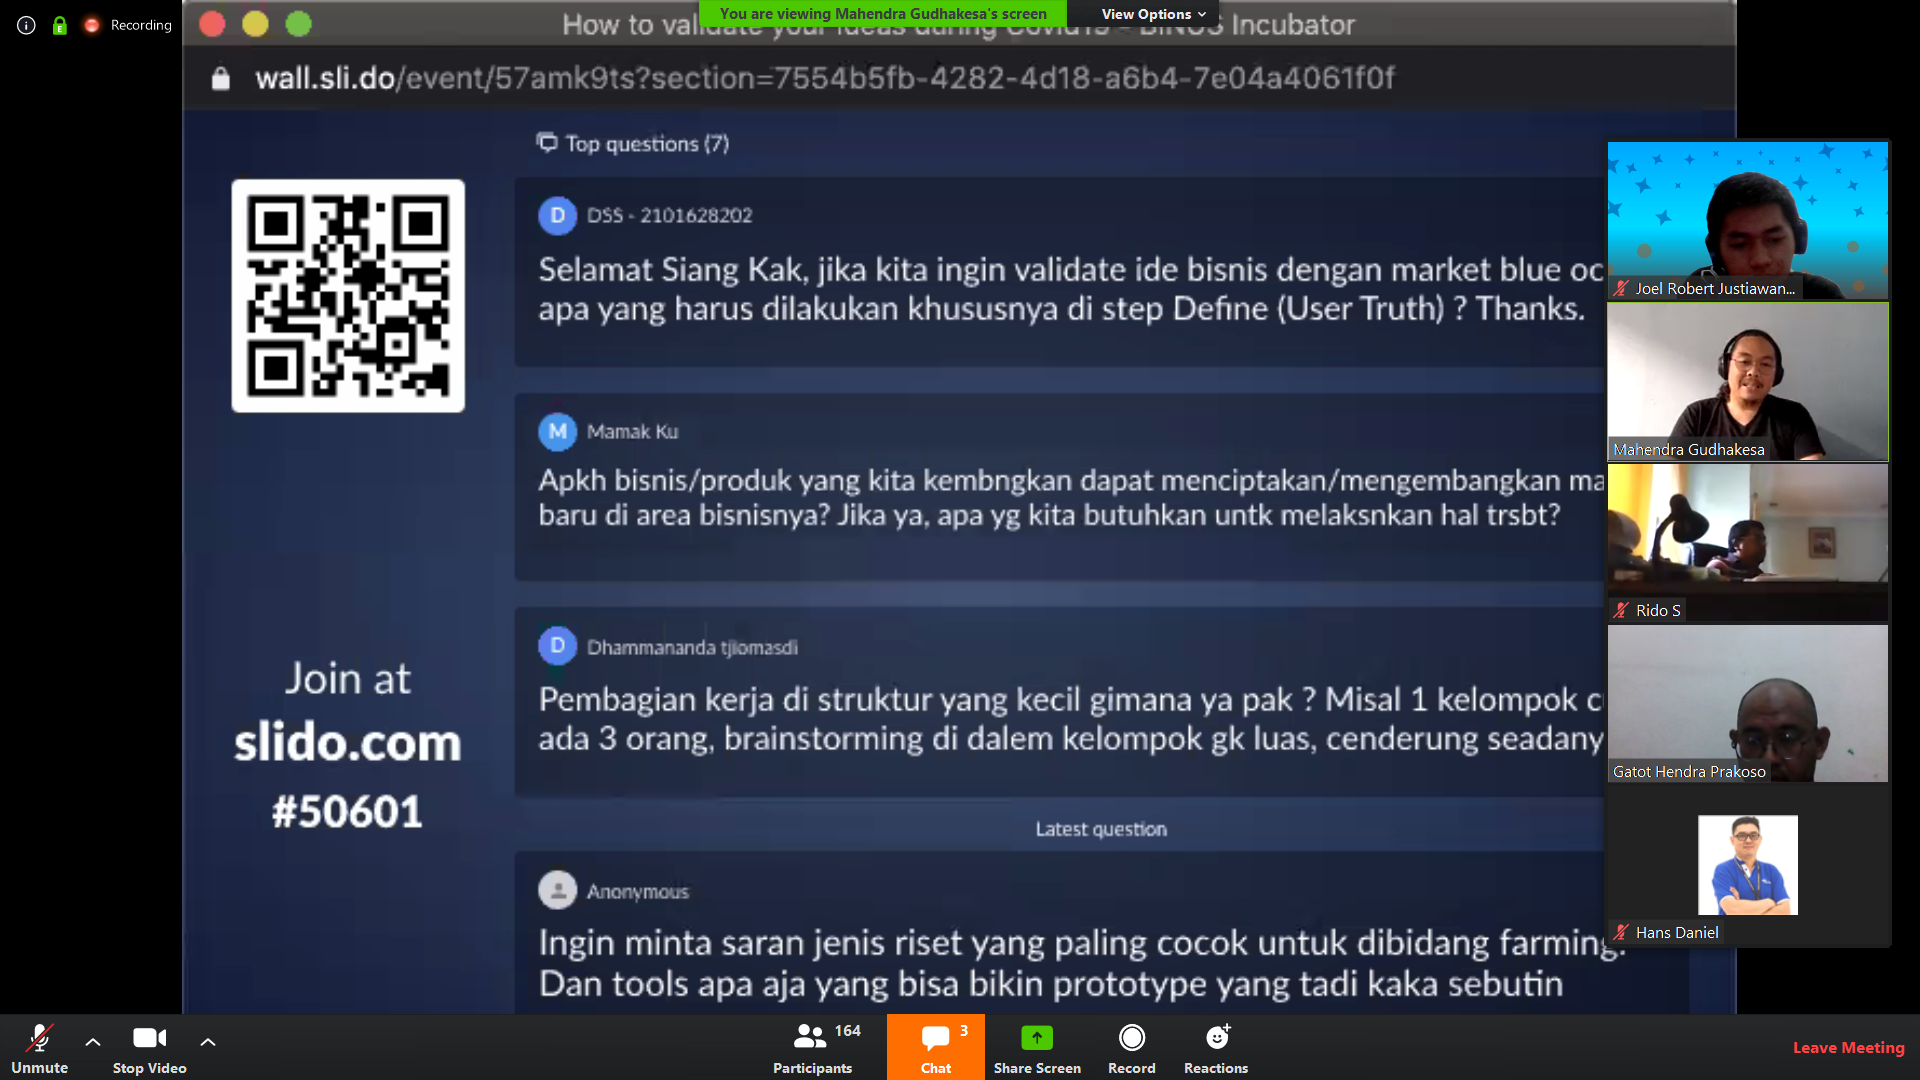 Recording
You are viewing Mahendra Gudhakesa's screen
View Options
How to validate your ideas during Covid19 - BINUS Incubator
wall.sli.do/event/57amk9ts?section=7554b5fb-4282-4d18-a6b4-7e04a4061f0f
Top questions (7)
D
DSS - 2101628202
Selamat Siang Kak, jika kita ingin validate ide bisnis dengan market blue oc
apa yang harus dilakukan khususnya di step Define (User Truth) ? Thanks.
M
Mamak Ku
Apkh bisnis/produk yang kita kembngkan dapat menciptakan/mengembangkan ma
baru di area bisnisnya? Jika ya, apa yg kita butuhkan untk melaksnkan hal trsbt?
D
Dhammananda tjiomasdi
Pembagian kerja di struktur yang kecil gimana ya pak ? Misal 1 kelompok c
ada 3 orang, brainstorming di dalem kelompok gk luas, cenderung seadany
Latest question
Anonymous
Ingin minta saran jenis riset yang paling cocok untuk dibidang farming.
Dan tools apa aja yang bisa bikin prototype yang tadi kaka sebutin
Join at
slido.com
#50601
Joel Robert Justiawan...
Mahendra Gudhakesa
Rido S
Gatot Hendra Prakoso
Hans Daniel
Unmute
Stop Video
164
Participants
3
Chat
Share Screen
Record
Reactions
Leave Meeting